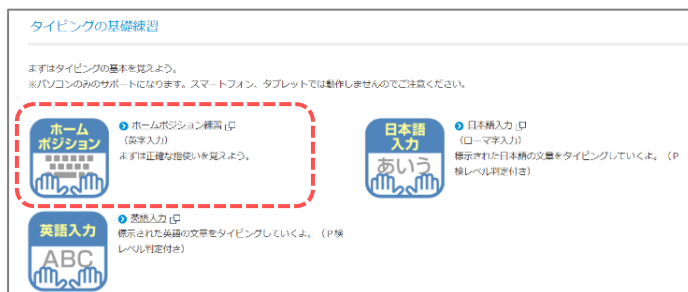 タイピングの基礎練習
まずはタイピングの基本を覚えよう。
※パソコンのみのサポートになります。スマートフォン、タブレットでは動作しませんのでご注意ください。
ホーム
ポジション
ホームポジション練習
（英字入力）
まずは正確な指使いを覚えよう。
日本語
入力
あいう
日本語入力
（ローマ字入力）
標示された日本語の文章をタイピングしていくよ。（P
検レベル判定付き）
英語入力
ABC
英語入力
標示された英語の文章をタイピングしていくよ。（P検
レベル判定付き）